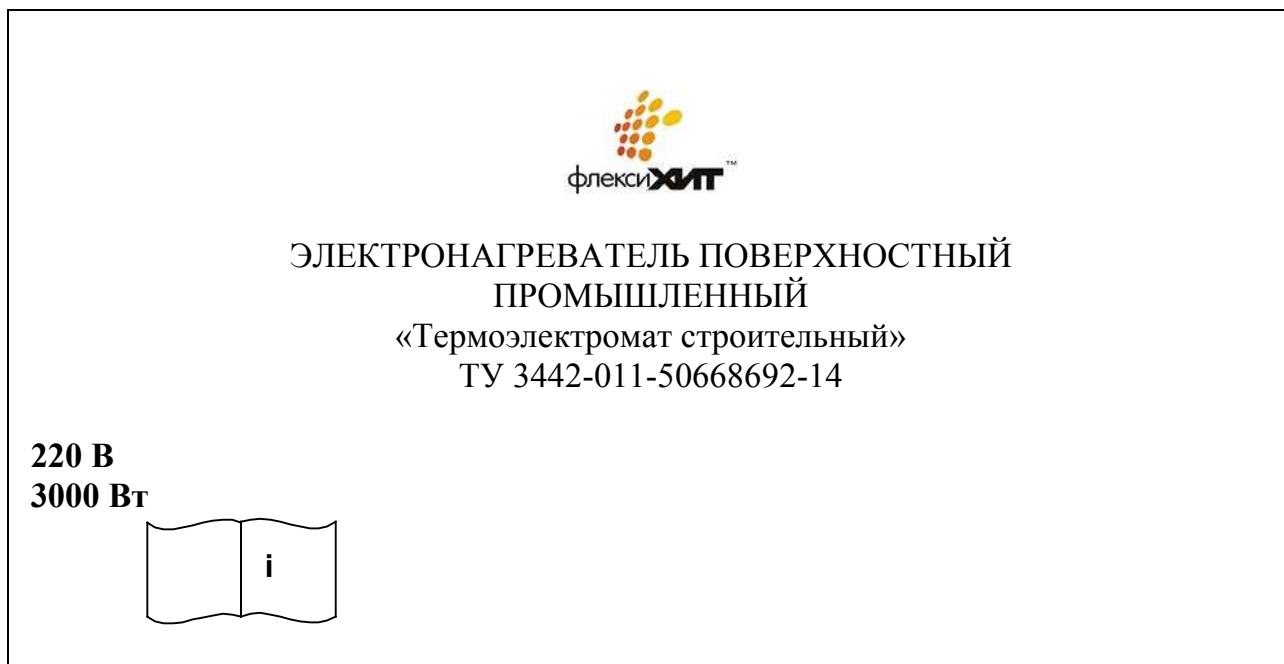 флексиХИТ™
ЭЛЕКТРОНАГРЕВАТЕЛЬ ПОВЕРХНОСТНЫЙ
ПРОМЫШЛЕННЫЙ
«Термоэлектромат строительный»
ТУ 3442-011-50668692-14
220 В
3000 Вт
i